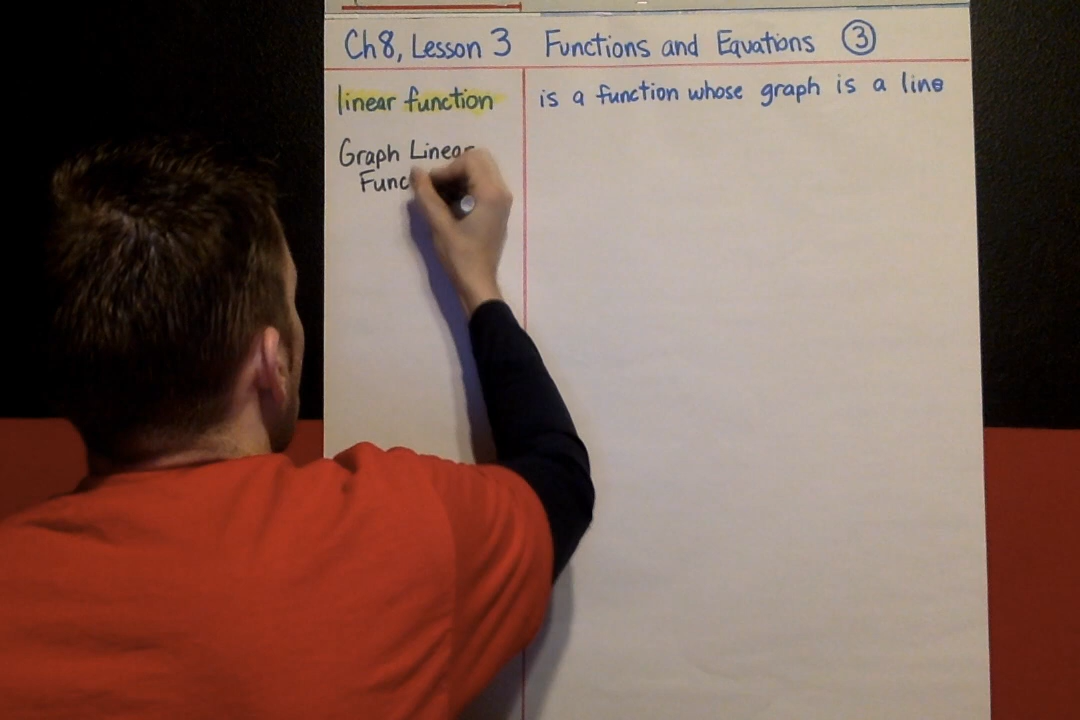 Ch 8, Lesson 3 Functions and Equations 3
linear function is a function whose graph is a line
Graph Linear
Func